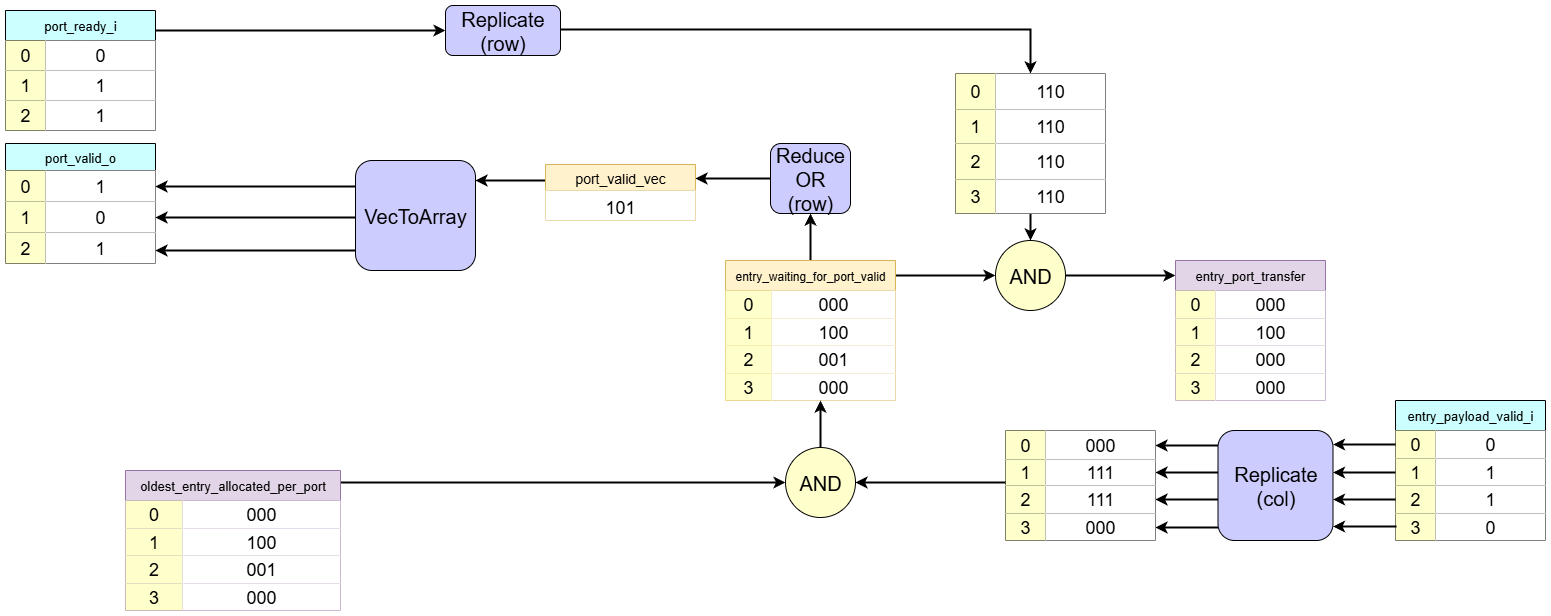 port_ready_i
0 0
1 1
2 1
Replicate
(row)
0 110
1 110
2 110
3 110
port_valid_o
0 1
1 0
2 1
VecToArray
port_valid_vec
101
Reduce
OR
(row)
entry_waiting_for_port_valid
0 000
1 100
2 001
3 000
AND
entry_port_transfer
0 000
1 100
2 000
3 000
oldest_entry_allocated_per_port
0 000
1 100
2 001
3 000
AND
0 000
1 111
2 111
3 000
Replicate
(col)
entry_payload_valid_i
0 0
1 1
2 1
3 0